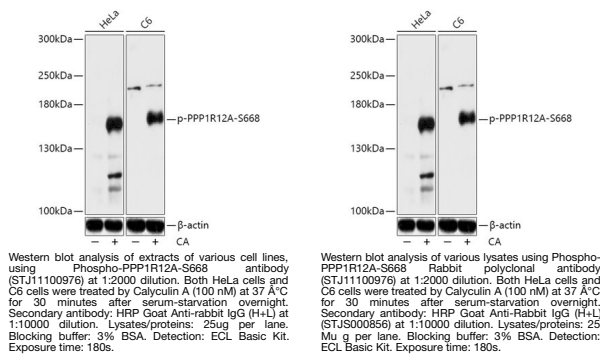 HeLa
C6
300kDa
250kDa
180kDa
130kDa
100kDa
p-PPP1R12A-S668
β-actin
− + − + CA
Western blot analysis of extracts of various cell lines,
using Phospho-PPP1R12A-S668 antibody
(STJ11100976) at 1:2000 dilution. Both HeLa cells and
C6 cells were treated by Calyculin A (100 nM) at 37 Å°C
for 30 minutes after serum-starvation overnight.
Secondary antibody: HRP Goat Anti-rabbit IgG (H+L) at
1:10000 dilution. Lysates/proteins: 25ug per lane.
Blocking buffer: 3% BSA. Detection: ECL Basic Kit.
Exposure time: 180s.
HeLa
C6
300kDa
250kDa
180kDa
130kDa
100kDa
p-PPP1R12A-S668
β-actin
− + − + CA
Western blot analysis of various lysates using Phospho-
PPP1R12A-S668 Rabbit polyclonal antibody
(STJ11100976) at 1:2000 dilution. Both HeLa cells and
C6 cells were treated by Calyculin A (100 nM) at 37 Å°C
for 30 minutes after serum-starvation overnight.
Secondary antibody: HRP Goat Anti-rabbit IgG (H+L)
(STJS000856) at 1:10000 dilution. Lysates/proteins: 25
Mu g per lane. Blocking buffer: 3% BSA. Detection:
ECL Basic Kit. Exposure time: 180s.